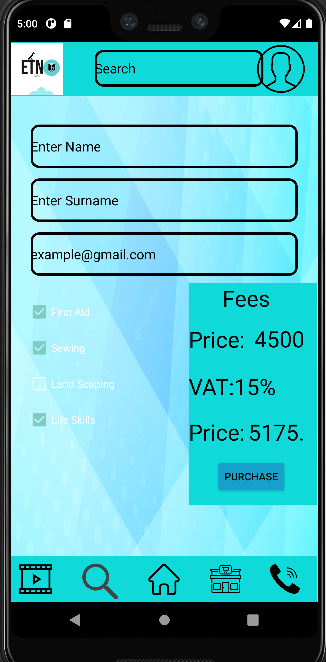 5:00
ETN
Search
Enter Name
Enter Surname
example@gmail.com
First Aid
Sewing
Land Scaping
Life Skills
Fees
Price: 4500
VAT:15%
Price: 5175.
PURCHASE